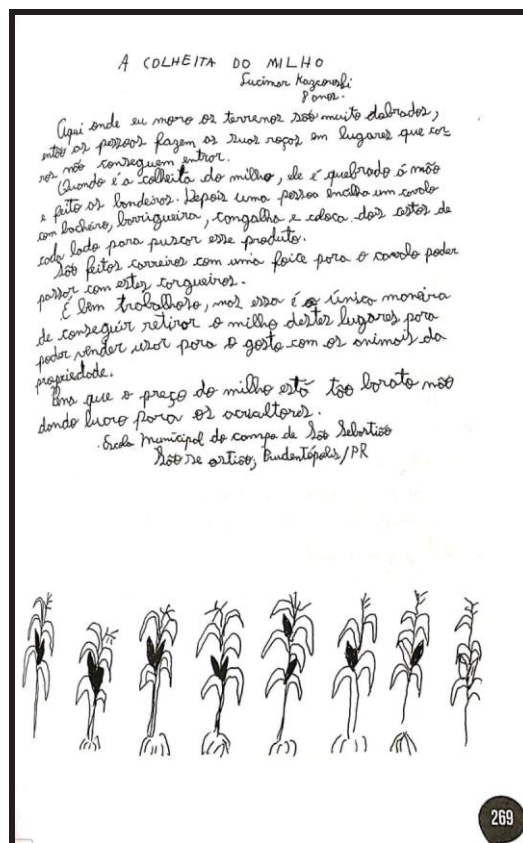 A COLHEITA DO MILHO
Lucimar
8 anos.
Aqui onde eu moro os terrenos são muito dobrados,
então as pessoas fazem as suas roças em lugares que car-
ros não conseguem entrar.
Quando é a colheita do milho, ele é quebrado á mão
e feito as bandeiras. Depois uma pessoa encilha um cavalo
com bacheiro, barrigueira, cangalha e coloca dois cestos de
cada lado para puxar esse produto.
São feitos carreiros com uma foice para o cavalo poder
passar com estes cargueiros.
É bem trabalhoso, mas essa é a única maneira
de conseguir retirar o milho destes lugares para
poder vender usar para o gasto com os animais da
propriedade.
que o preço do milho está tão barato não
dando lucro para os
Escola Municipal do campo de São Sebastião
São Se astião, Prudentópolis/PR
269